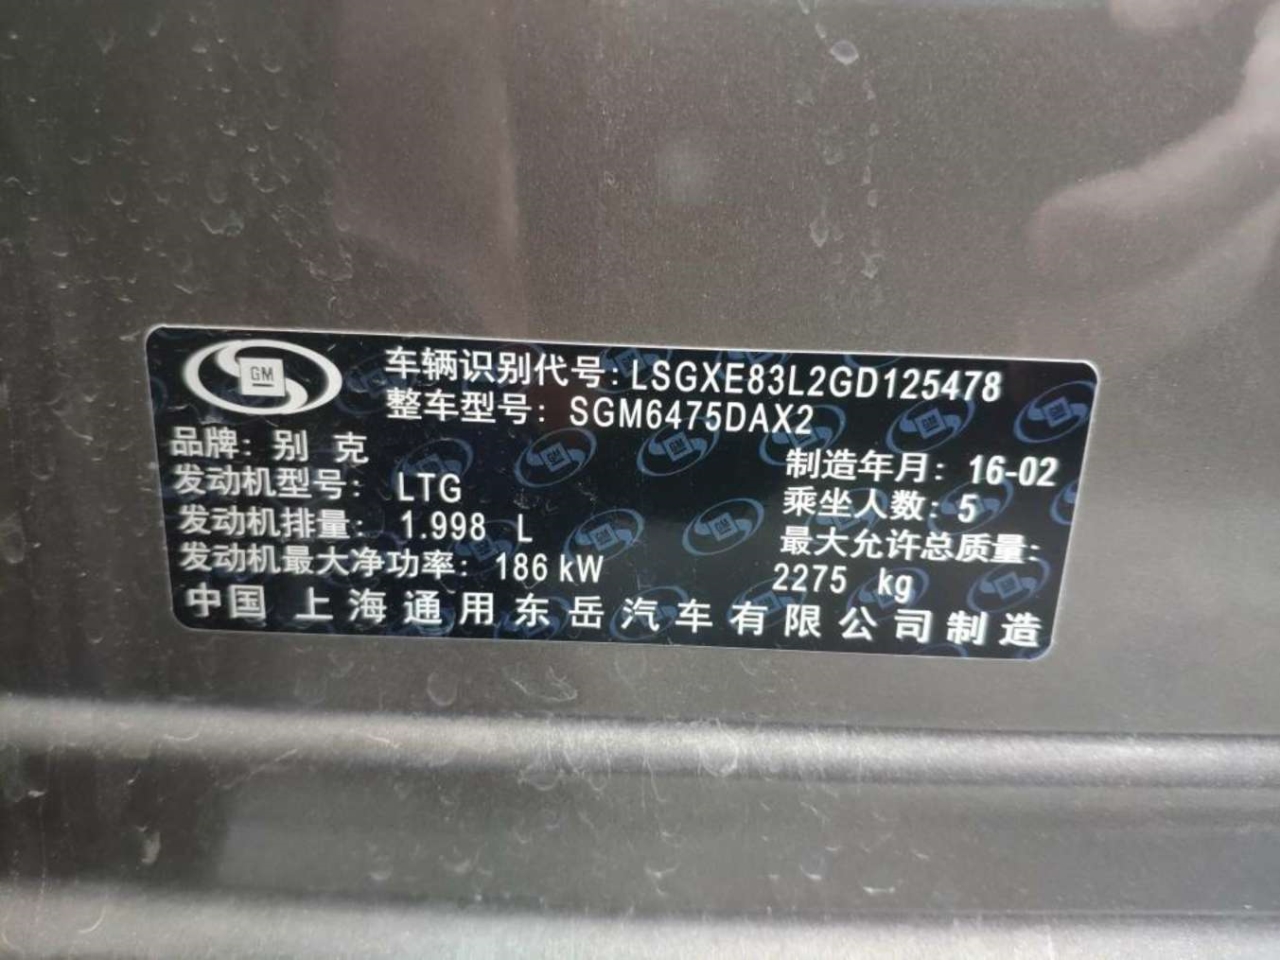 GM
车辆识别代号:LSGXE83L2GD125478
整车型号: SGM6475DAX2
品牌: 别 克
制造年月: 16-02
发动机型号: LTG
乘坐人数: 5
发动机排量: 1.998 L
最大允许总质量:
2275 kg
发动机最大净功率: 186 kW
中国 上海通用东岳汽车有限公司制造